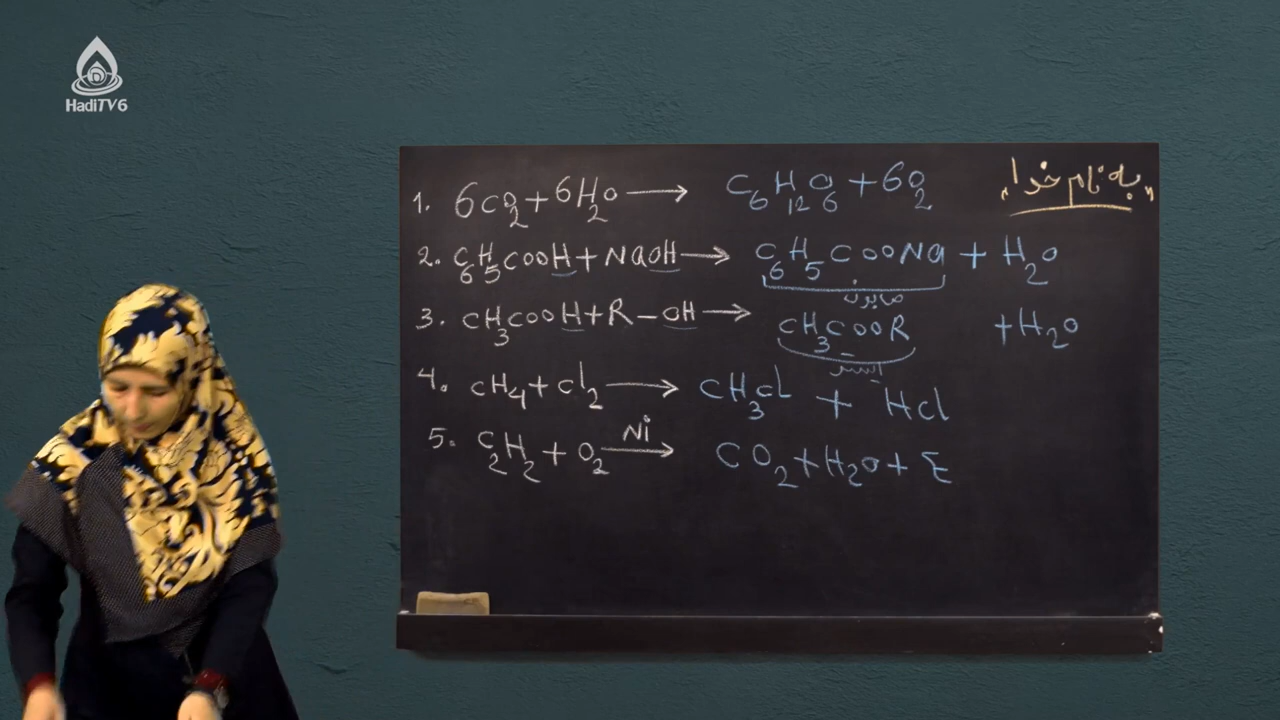 HadiTV6
"به نام خدا"
1. 6CO₂ + 6H₂O → C₆H₁₂O₆ + 6O₂
2. C₆H₅COOH + NaOH → C₆H₅COONa + H₂O
صابون
3. CH₃COOH + R – OH → CH₃COOR + H₂O
ایستر
4. CH₄ + Cl₂ → CH₃Cl + HCl
Ni
5. C₂H₂ + O₂ → CO₂ + H₂O + E